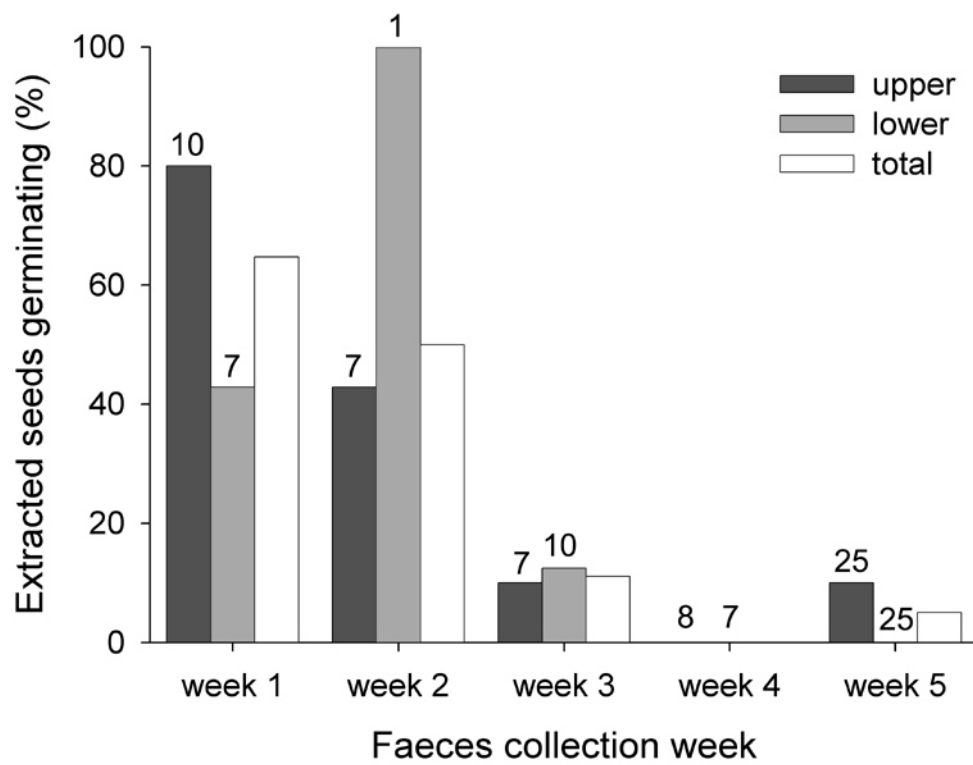 Extracted seeds germinating (%)
100
80
60
40
20
0
10
7
7
1
7
10
8
7
25
25
upper
lower
total
week 1
week 2
week 3
week 4
week 5
Faeces collection week